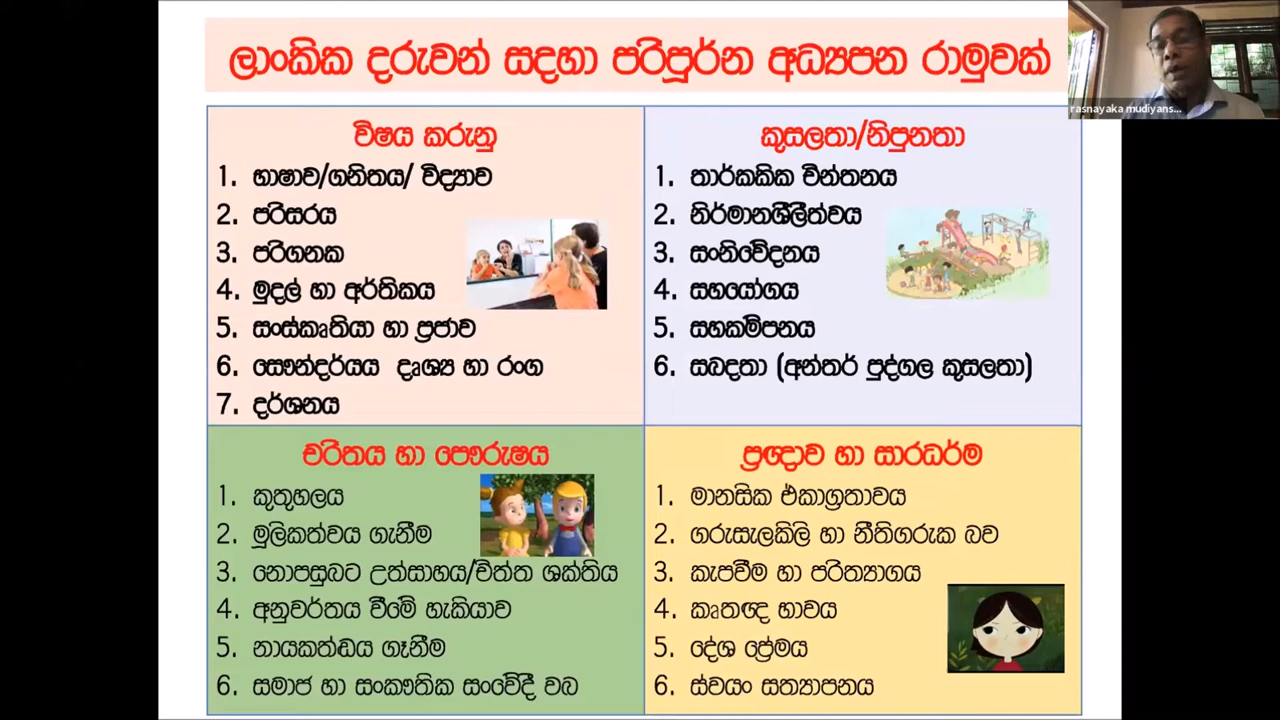 ලාංකික දරුවන් සඳහා පරිපූර්න අධ්‍යපන රාමුවක්
rasnayaka mudiyans...
විෂය කරුනු
1. භාෂාව/ගනිතය/ විද්‍යාව
2. පරිසරය
3. පරිගනක
4. මුදල් හා අර්තිකය
5. සංස්කෘතියා හා ප්‍රජාව
6. සෞන්දර්යය දෘශ්‍ය හා රංග
7. දර්ශනය
කුසලතා/නිපුනතා
1. තාර්කකික චින්තනය
2. නිර්මානශීලීත්වය
3. සංනිවේදනය
4. සහයෝගය
5. සහකම්පනය
6. සබදතා (අන්තර් පුද්ගල කුසලතා)
චරිතය හා පෞරුෂය
1. කුතුහලය
2. මූලිකත්වය ගැනීම
3. නොපසුබට උත්සාහය/චිත්ත ශක්තිය
4. අනුවර්තය වීමේ හැකියාව
5. නායකත්ඩය ගෑනීම
6. සමාජ හා සංකෟතික සංවේදී වබ
ප්‍රඥාව හා සාරධර්ම
1. මානසික ඒකාග්‍රතාවය
2. ගරුසැලකිලි හා නීතිගරුක බව
3. කැපවීම හා පරිත්‍යාගය
4. කෘතඥ භාවය
5. දේශ ප්‍රේමය
6. ස්වයං සත්‍යාපනය